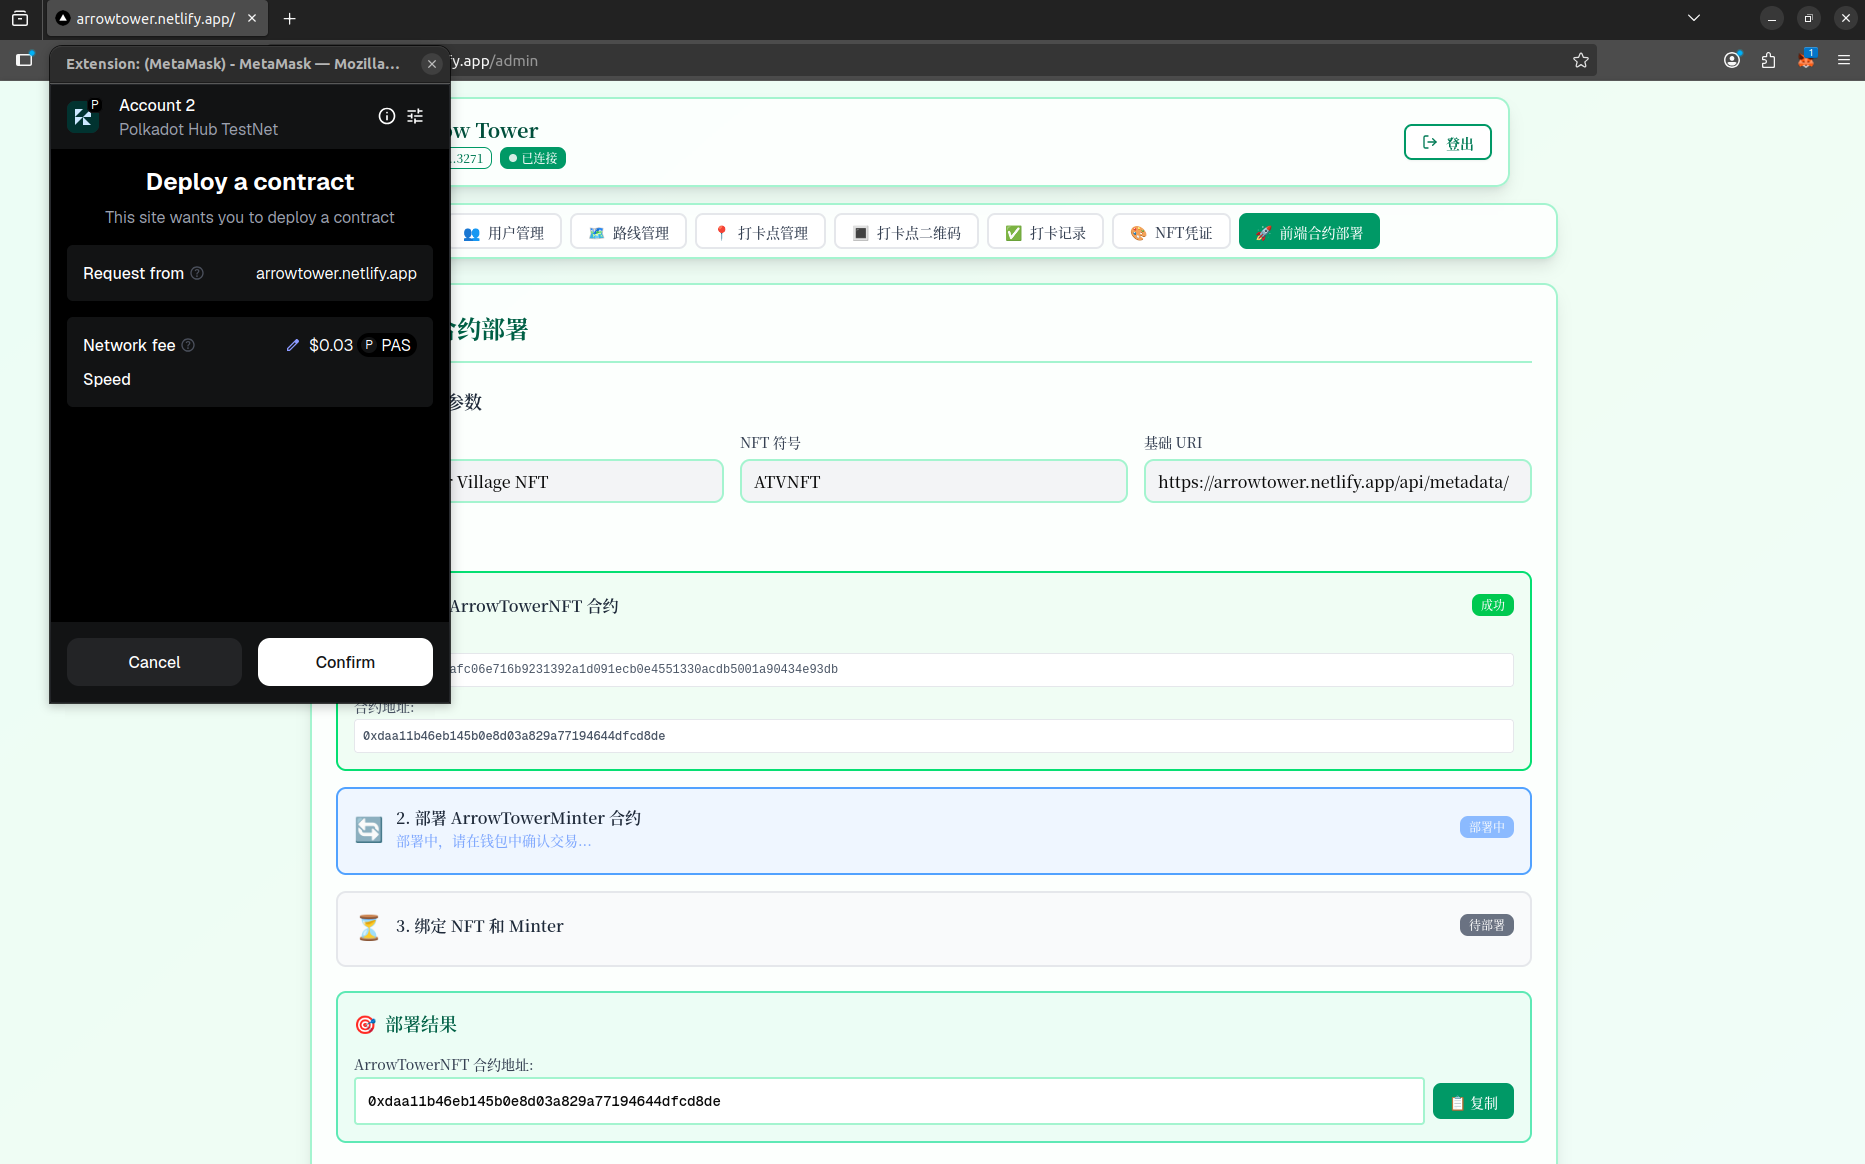 arrowtower.netlify.app/
Extension: (MetaMask) - MetaMask — Mozilla...
y.app/admin
1
P
Account 2
Polkadot Hub TestNet
Deploy a contract
This site wants you to deploy a contract
Request from
arrowtower.netlify.app
Network fee
$0.03
P
PAS
Speed
Cancel
Confirm
w Tower
...3271
已连接
登出
用户管理
路线管理
打卡点管理
打卡点二维码
打卡记录
NFT凭证
前端合约部署
合约部署
参数
NFT 符号
基础 URI
Village NFT
ATVNFT
https://arrowtower.netlify.app/api/metadata/
ArrowTowerNFT 合约
成功
afc06e716b9231392a1d091ecb0e4551330acdb5001a90434e93db
合约地址:
0xdaa11b46eb145b0e8d03a829a77194644dfcd8de
2. 部署 ArrowTowerMinter 合约
部署中，请在钱包中确认交易...
部署中
3. 绑定 NFT 和 Minter
待部署
部署结果
ArrowTowerNFT 合约地址:
0xdaa11b46eb145b0e8d03a829a77194644dfcd8de
复制